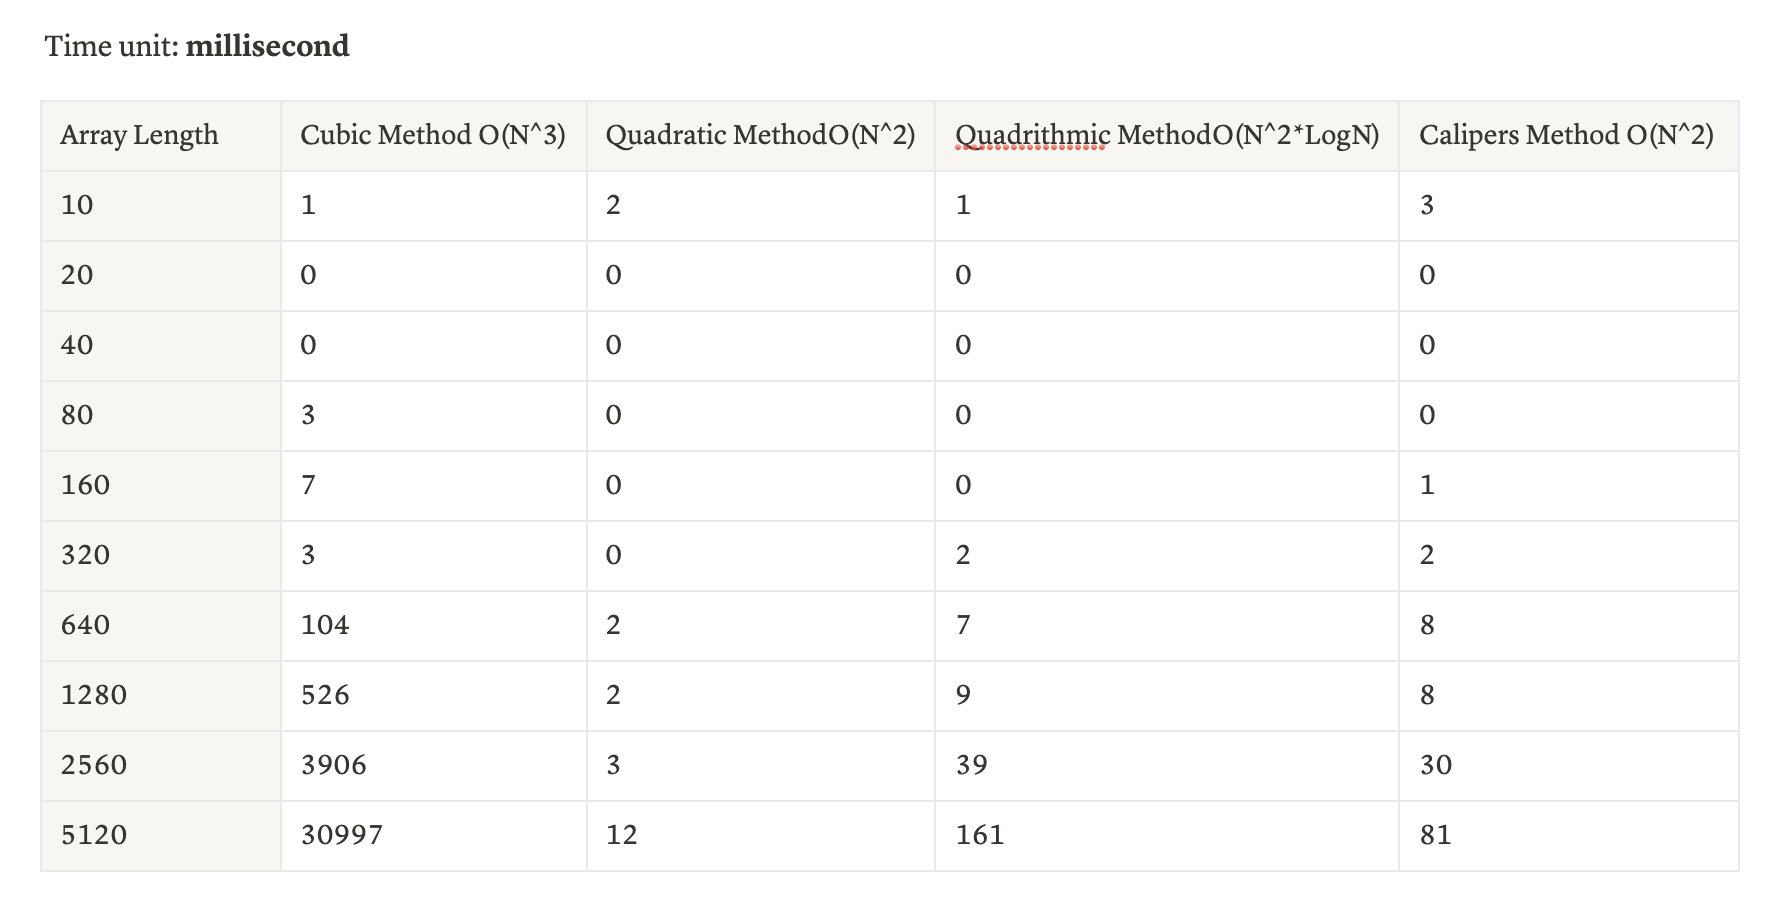 Time unit: millisecond
Array Length Cubic Method O(N^3) Quadratic MethodO(N^2) Quadrithmic MethodO(N^2*LogN) Calipers Method O(N^2)
10 1 2 1 3
20 0 0 0 0
40 0 0 0 0
80 3 0 0 0
160 7 0 0 1
320 3 0 2 2
640 104 2 7 8
1280 526 2 9 8
2560 3906 3 39 30
5120 30997 12 161 81